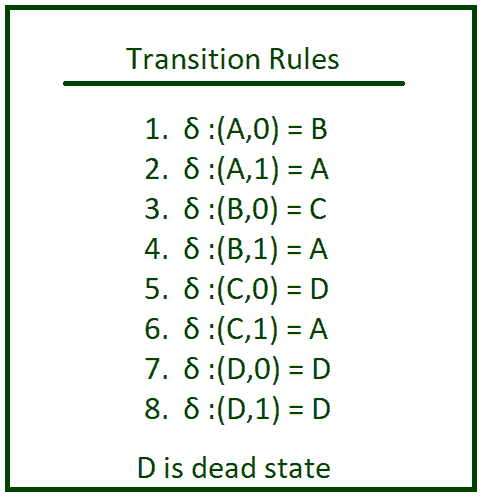 Transition Rules
1. δ :(A,0) = B
2. δ :(A,1) = A
3. δ :(B,0) = C
4. δ :(B,1) = A
5. δ :(C,0) = D
6. δ :(C,1) = A
7. δ :(D,0) = D
8. δ :(D,1) = D
D is dead state